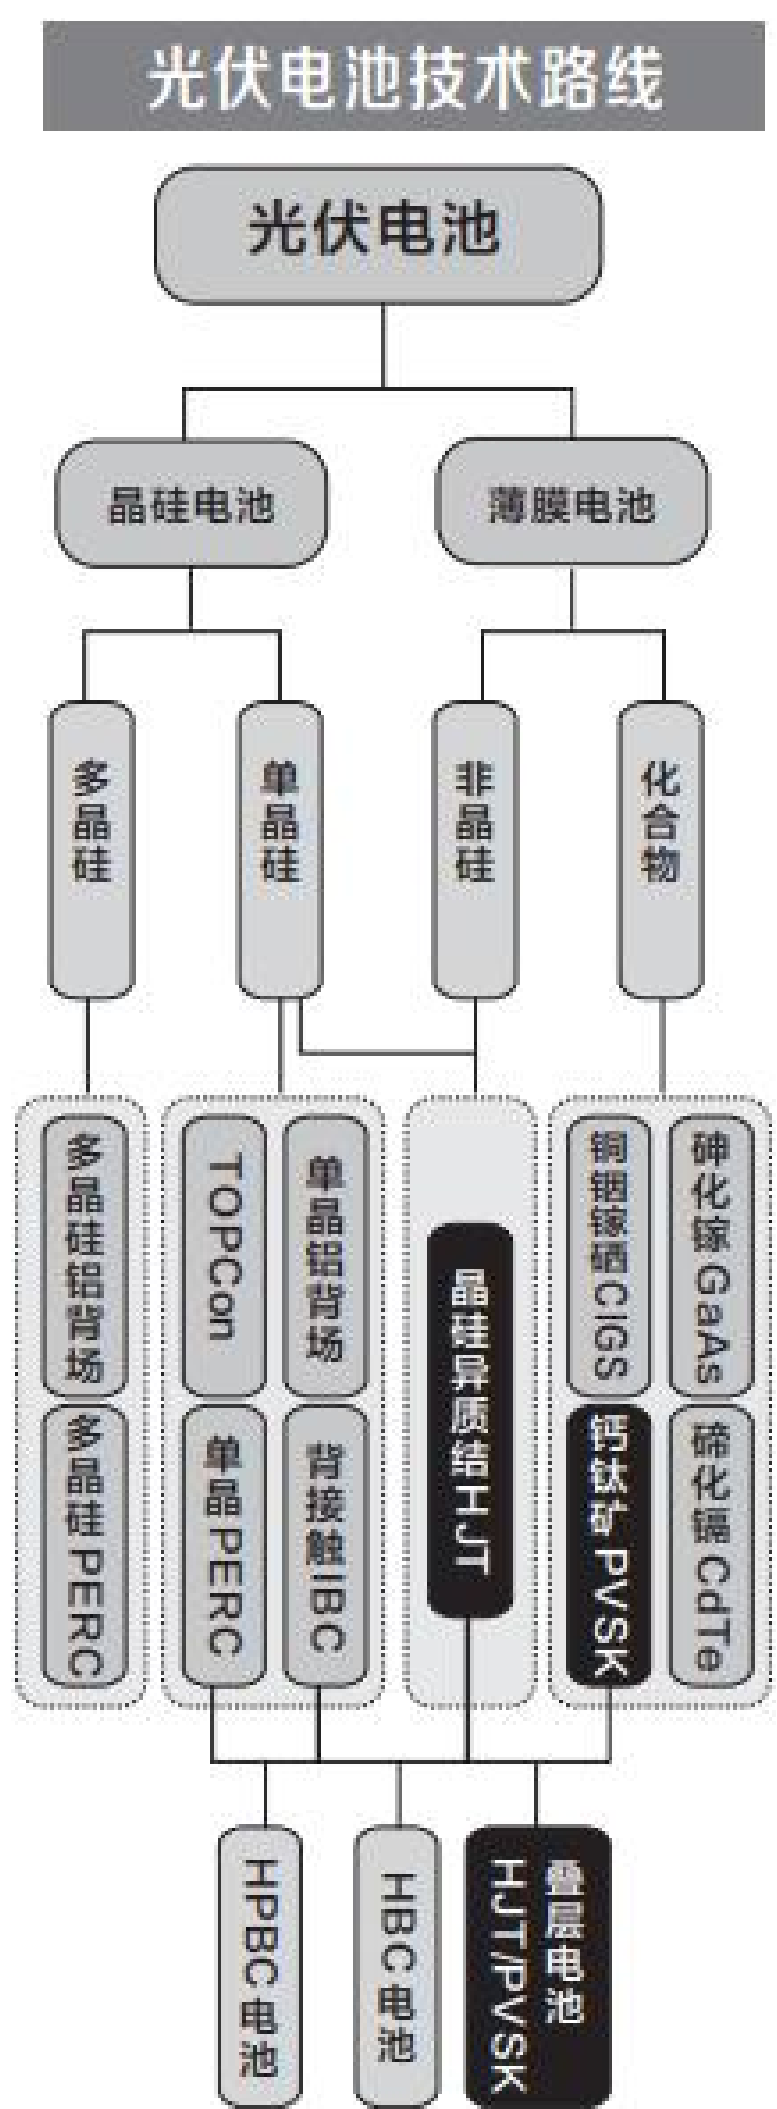 光伏电池技术路线
光伏电池
晶硅电池
薄膜电池
多晶硅
单晶硅
非晶硅
化合物
多晶硅铝背场
TOPCon
单晶铝背场
晶硅异质结HJT
铜铟镓硒CIGS
砷化镓GaAs
多晶硅PERC
单晶PERC
背接触IBC
钙钛矿PVSK
碲化镉CdTe
HPBC电池
HBC电池
叠层电池
HJT/PVSK